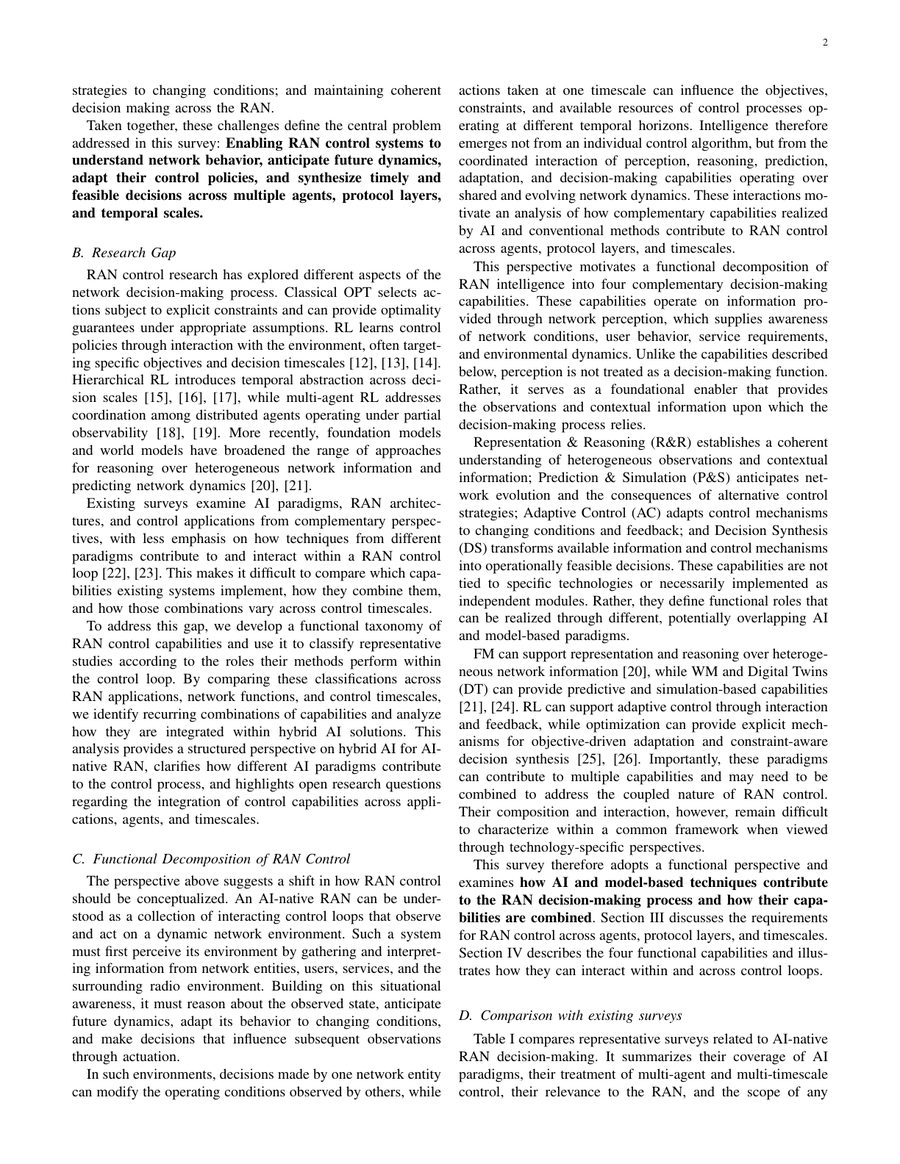 2
strategies to changing conditions; and maintaining coherent
decision making across the RAN.
Taken together, these challenges define the central problem
addressed in this survey: Enabling RAN control systems to
understand network behavior, anticipate future dynamics,
adapt their control policies, and synthesize timely and
feasible decisions across multiple agents, protocol layers,
and temporal scales.
B. Research Gap
RAN control research has explored different aspects of the
network decision-making process. Classical OPT selects ac-
tions subject to explicit constraints and can provide optimality
guarantees under appropriate assumptions. RL learns control
policies through interaction with the environment, often target-
ing specific objectives and decision timescales [12], [13], [14].
Hierarchical RL introduces temporal abstraction across deci-
sion scales [15], [16], [17], while multi-agent RL addresses
coordination among distributed agents operating under partial
observability [18], [19]. More recently, foundation models
and world models have broadened the range of approaches
for reasoning over heterogeneous network information and
predicting network dynamics [20], [21].
Existing surveys examine AI paradigms, RAN architec-
tures, and control applications from complementary perspec-
tives, with less emphasis on how techniques from different
paradigms contribute to and interact within a RAN control
loop [22], [23]. This makes it difficult to compare which capa-
bilities existing systems implement, how they combine them,
and how those combinations vary across control timescales.
To address this gap, we develop a functional taxonomy of
RAN control capabilities and use it to classify representative
studies according to the roles their methods perform within
the control loop. By comparing these classifications across
RAN applications, network functions, and control timescales,
we identify recurring combinations of capabilities and analyze
how they are integrated within hybrid AI solutions. This
analysis provides a structured perspective on hybrid AI for AI-
native RAN, clarifies how different AI paradigms contribute
to the control process, and highlights open research questions
regarding the integration of control capabilities across appli-
cations, agents, and timescales.
C. Functional Decomposition of RAN Control
The perspective above suggests a shift in how RAN control
should be conceptualized. An AI-native RAN can be under-
stood as a collection of interacting control loops that observe
and act on a dynamic network environment. Such a system
must first perceive its environment by gathering and interpret-
ing information from network entities, users, services, and the
surrounding radio environment. Building on this situational
awareness, it must reason about the observed state, anticipate
future dynamics, adapt its behavior to changing conditions,
and make decisions that influence subsequent observations
through actuation.
In such environments, decisions made by one network entity
can modify the operating conditions observed by others, while
actions taken at one timescale can influence the objectives,
constraints, and available resources of control processes op-
erating at different temporal horizons. Intelligence therefore
emerges not from an individual control algorithm, but from the
coordinated interaction of perception, reasoning, prediction,
adaptation, and decision-making capabilities operating over
shared and evolving network dynamics. These interactions mo-
tivate an analysis of how complementary capabilities realized
by AI and conventional methods contribute to RAN control
across agents, protocol layers, and timescales.
This perspective motivates a functional decomposition of
RAN intelligence into four complementary decision-making
capabilities. These capabilities operate on information pro-
vided through network perception, which supplies awareness
of network conditions, user behavior, service requirements,
and environmental dynamics. Unlike the capabilities described
below, perception is not treated as a decision-making function.
Rather, it serves as a foundational enabler that provides
the observations and contextual information upon which the
decision-making process relies.
Representation & Reasoning (R&R) establishes a coherent
understanding of heterogeneous observations and contextual
information; Prediction & Simulation (P&S) anticipates net-
work evolution and the consequences of alternative control
strategies; Adaptive Control (AC) adapts control mechanisms
to changing conditions and feedback; and Decision Synthesis
(DS) transforms available information and control mechanisms
into operationally feasible decisions. These capabilities are not
tied to specific technologies or necessarily implemented as
independent modules. Rather, they define functional roles that
can be realized through different, potentially overlapping AI
and model-based paradigms.
FM can support representation and reasoning over heteroge-
neous network information [20], while WM and Digital Twins
(DT) can provide predictive and simulation-based capabilities
[21], [24]. RL can support adaptive control through interaction
and feedback, while optimization can provide explicit mech-
anisms for objective-driven adaptation and constraint-aware
decision synthesis [25], [26]. Importantly, these paradigms
can contribute to multiple capabilities and may need to be
combined to address the coupled nature of RAN control.
Their composition and interaction, however, remain difficult
to characterize within a common framework when viewed
through technology-specific perspectives.
This survey therefore adopts a functional perspective and
examines how AI and model-based techniques contribute
to the RAN decision-making process and how their capa-
bilities are combined. Section III discusses the requirements
for RAN control across agents, protocol layers, and timescales.
Section IV describes the four functional capabilities and illus-
trates how they can interact within and across control loops.
D. Comparison with existing surveys
Table I compares representative surveys related to AI-native
RAN decision-making. It summarizes their coverage of AI
paradigms, their treatment of multi-agent and multi-timescale
control, their relevance to the RAN, and the scope of any